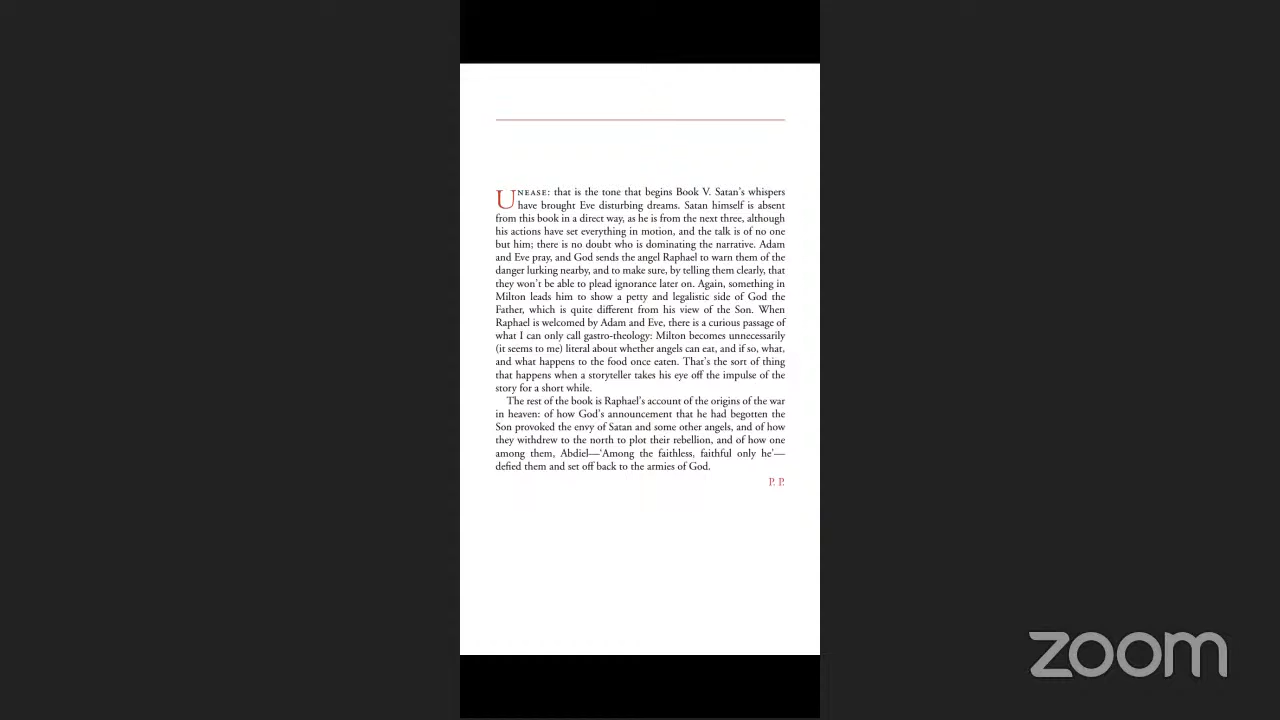 UNEASE: that is the tone that begins Book V. Satan's whispers
have brought Eve disturbing dreams. Satan himself is absent
from this book in a direct way, as he is from the next three, although
his actions have set everything in motion, and the talk is of no one
but him; there is no doubt who is dominating the narrative. Adam
and Eve pray, and God sends the angel Raphael to warn them of the
danger lurking nearby, and to make sure, by telling them clearly, that
they won't be able to plead ignorance later on. Again, something in
Milton leads him to show a petty and legalistic side of God the
Father, which is quite different from his view of the Son. When
Raphael is welcomed by Adam and Eve, there is a curious passage of
what I can only call gastro-theology: Milton becomes unnecessarily
(it seems to me) literal about whether angels can eat, and if so, what,
and what happens to the food once eaten. That's the sort of thing
that happens when a storyteller takes his eye off the impulse of the
story for a short while.
The rest of the book is Raphael's account of the origins of the war
in heaven: of how God's announcement that he had begotten the
Son provoked the envy of Satan and some other angels, and of how
they withdrew to the north to plot their rebellion, and of how one
among them, Abdiel—‘Among the faithless, faithful only he’—
defied them and set off back to the armies of God.
P. P.
zoom